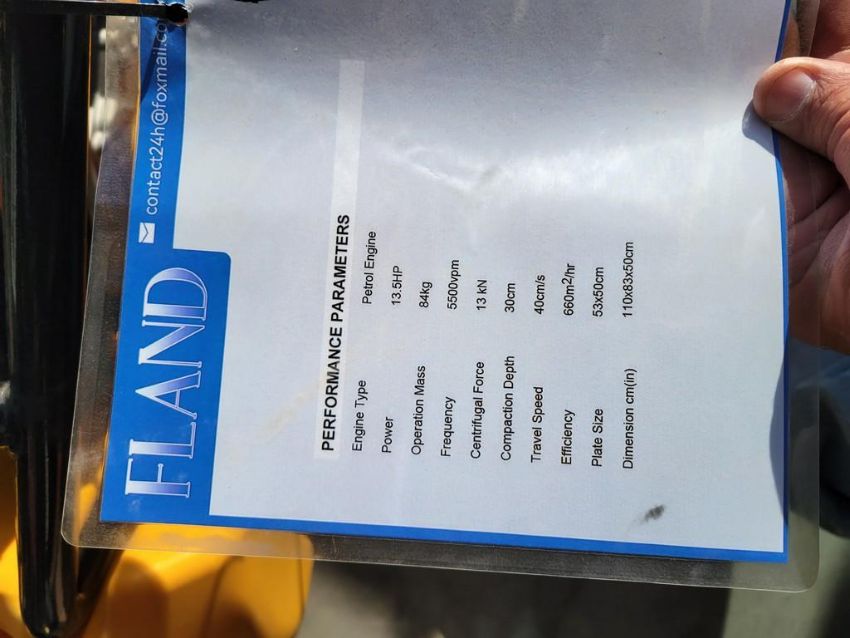 FLAND
contact24h@foxmail.co
PERFORMANCE PARAMETERS
Engine Type Petrol Engine
Power 13.5HP
Operation Mass 84kg
Frequency 5500vpm
Centrifugal Force 13 kN
Compaction Depth 30cm
Travel Speed 40cm/s
Efficiency 660m2/hr
Plate Size 53x50cm
Dimension cm(in) 110x83x50cm